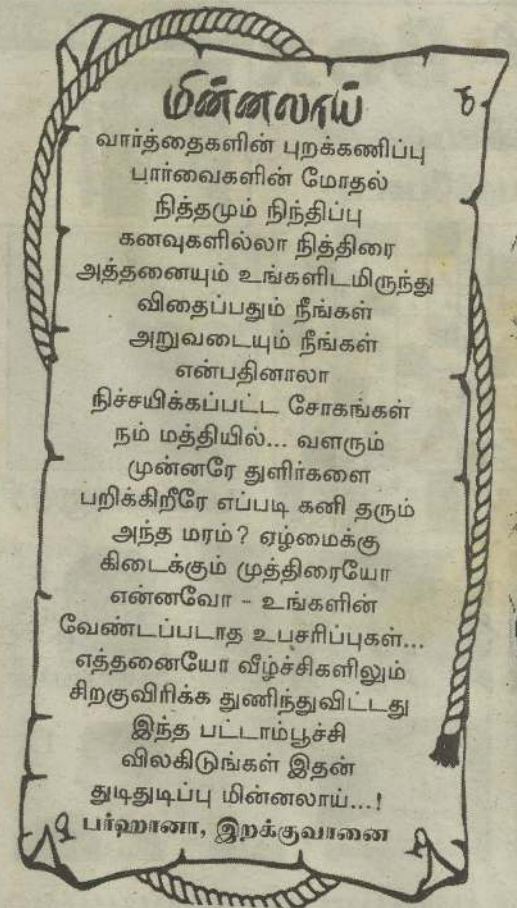 மின்னலாய்
வார்த்தைகளின் புறக்கணிப்பு
பார்வைகளின் மோதல்
நித்தமும் நிந்திப்பு
கனவுகளில்லா நித்திரை
அத்தனையும் உங்களிடமிருந்து
விதைப்பதும் நீங்கள்
அறுவடையும் நீங்கள்
என்பதினாலா
நிச்சயிக்கப்பட்ட சோகங்கள்
நம் மத்தியில்... வளரும்
முன்னரே துளிர்களை
பறிக்கிறீரே எப்படி கனி தரும்
அந்த மரம்? ஏழ்மைக்கு
கிடைக்கும் முத்திரையோ
என்னவோ - உங்களின்
வேண்டப்படாத உபசரிப்புகள்...
எத்தனையோ வீழ்ச்சிகளிலும்
சிறகுவிரிக்க துணிந்துவிட்டது
இந்த பட்டாம்பூச்சி
விலகிடுங்கள் இதன்
துடிதுடிப்பு மின்னலாய்...!
பர்ஹானா, இறக்குவானை